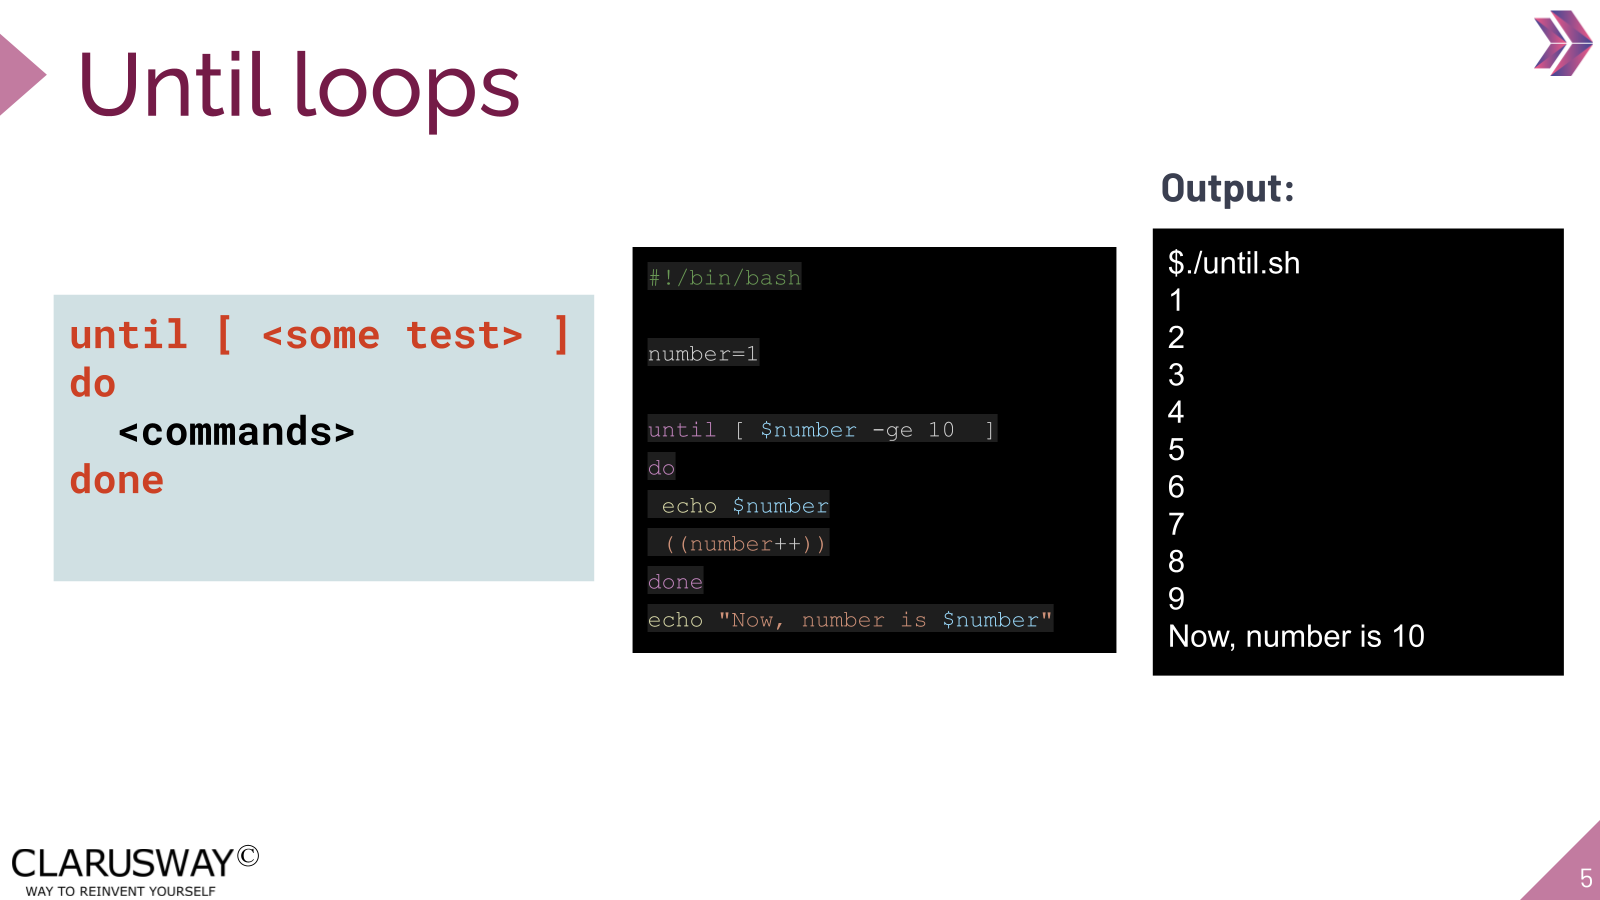 Until loops
until [ <some test> ]
do
  <commands>
done
#!/bin/bash
number=1
until [ $number -ge 10  ]
do
 echo $number
 ((number++))
done
echo "Now, number is $number"
Output:
$./until.sh
1
2
3
4
5
6
7
8
9
Now, number is 10
CLARUSWAY©
WAY TO REINVENT YOURSELF
5